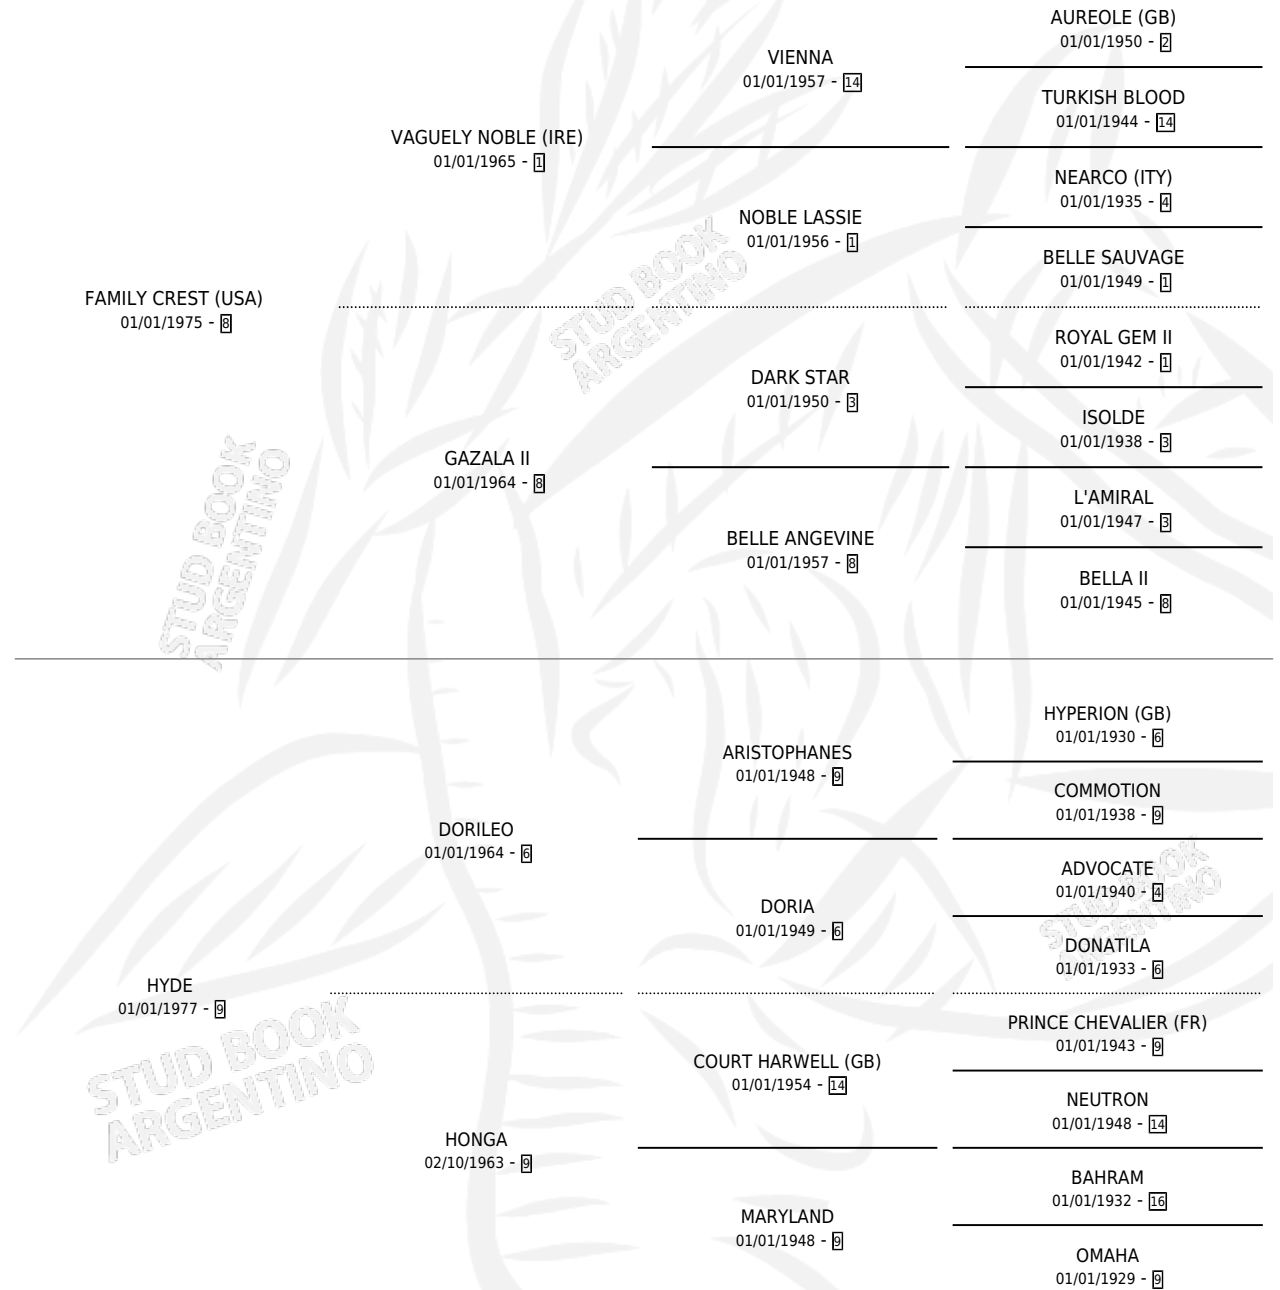 AUREOLE (GB)
01/01/1950 - 2
VIENNA
01/01/1957 - 14
TURKISH BLOOD
01/01/1944 - 14
VAGUELY NOBLE (IRE)
01/01/1965 - 1
NEARCO (ITY)
01/01/1935 - 4
NOBLE LASSIE
01/01/1956 - 1
BELLE SAUVAGE
01/01/1949 - 1
FAMILY CREST (USA)
01/01/1975 - 8
ROYAL GEM II
01/01/1942 - 1
DARK STAR
01/01/1950 - 3
ISOLDE
01/01/1938 - 3
GAZALA II
01/01/1964 - 8
L'AMIRAL
01/01/1947 - 3
BELLE ANGEVINE
01/01/1957 - 8
BELLA II
01/01/1945 - 8
HYPERION (GB)
01/01/1930 - 6
ARISTOPHANES
01/01/1948 - 9
COMMOTION
01/01/1938 - 9
DORILEO
01/01/1964 - 6
ADVOCATE
01/01/1940 - 4
DORIA
01/01/1949 - 6
DONATILA
01/01/1933 - 6
HYDE
01/01/1977 - 9
PRINCE CHEVALIER (FR)
01/01/1943 - 9
COURT HARWELL (GB)
01/01/1954 - 14
NEUTRON
01/01/1948 - 14
HONGA
02/10/1963 - 9
BAHRAM
01/01/1932 - 16
MARYLAND
01/01/1948 - 9
OMAHA
01/01/1929 - 9
STUD BOOK
ARGENTINO
STUD BOOK
ARGENTINO
STUD BOOK
ARGENTINO
STUD BOOK
ARGENTINO